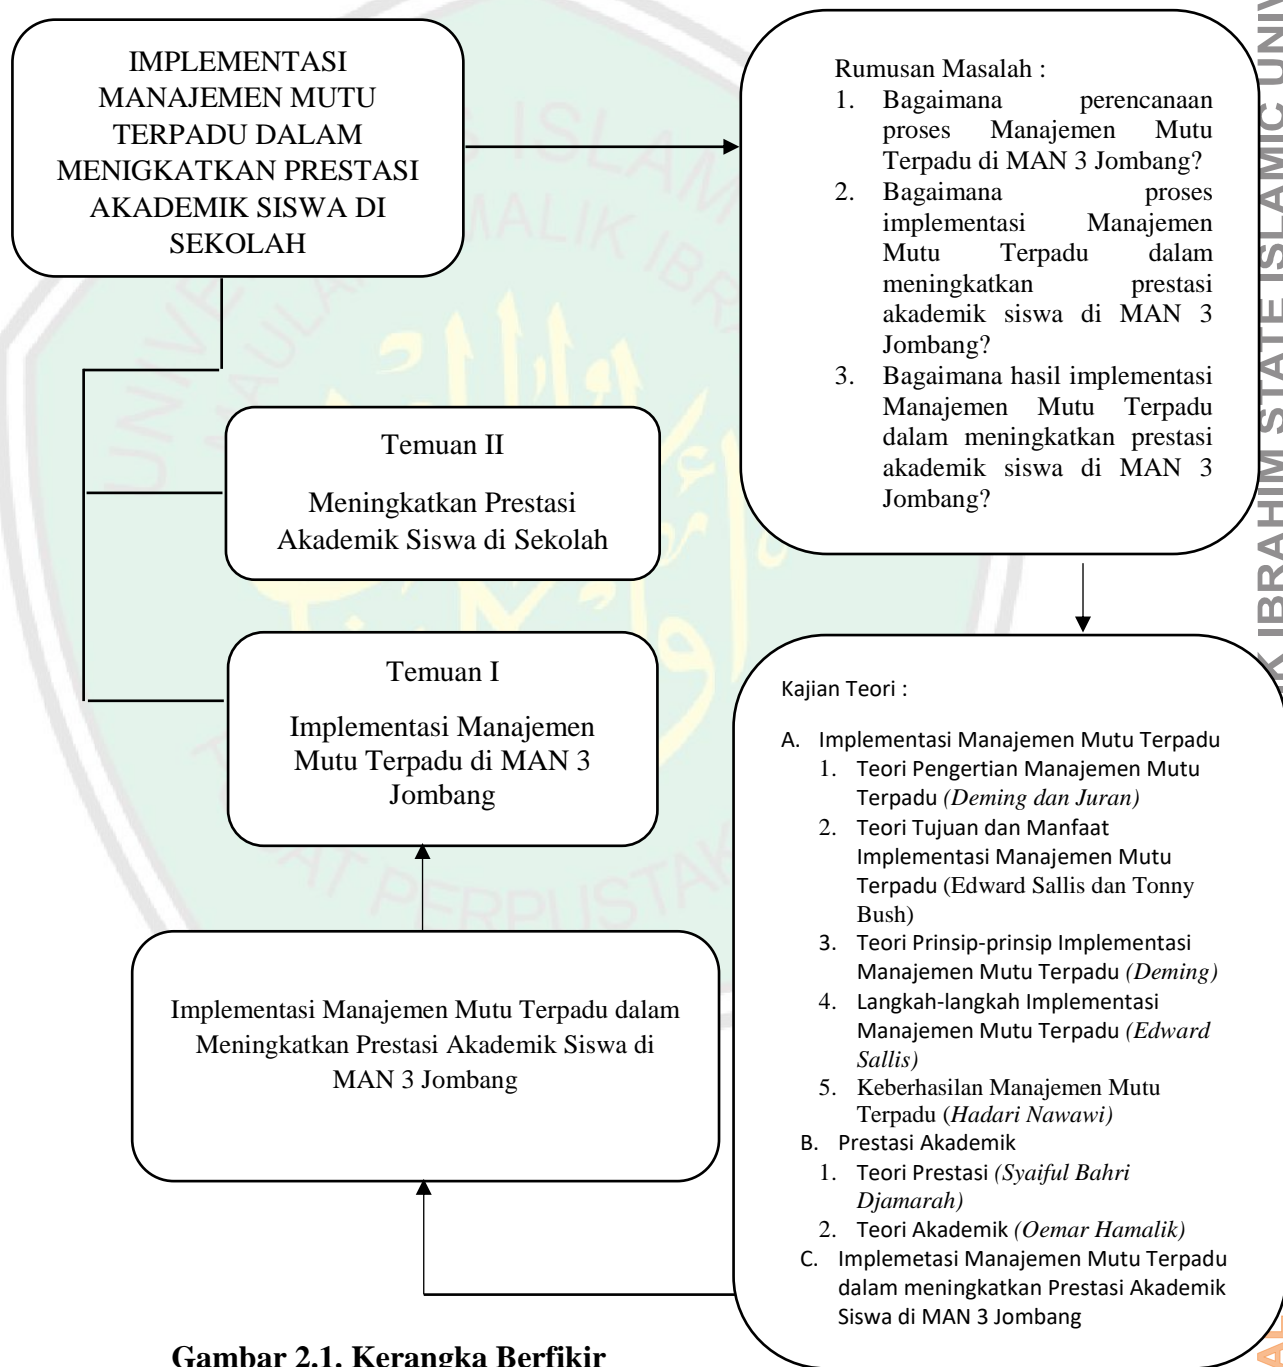 IMPLEMENTASI
MANAJEMEN MUTU
TERPADU DALAM
MENIGKATKAN PRESTASI
AKADEMIK SISWA DI
SEKOLAH
Rumusan Masalah :
1. Bagaimana perencanaan
proses Manajemen Mutu
Terpadu di MAN 3 Jombang?
2. Bagaimana proses
implementasi Manajemen
Mutu Terpadu dalam
meningkatkan prestasi
akademik siswa di MAN 3
Jombang?
3. Bagaimana hasil implementasi
Manajemen Mutu Terpadu
dalam meningkatkan prestasi
akademik siswa di MAN 3
Jombang?
Temuan II
Meningkatkan Prestasi
Akademik Siswa di Sekolah
Temuan I
Implementasi Manajemen
Mutu Terpadu di MAN 3
Jombang
Kajian Teori :
A. Implementasi Manajemen Mutu Terpadu
1. Teori Pengertian Manajemen Mutu
Terpadu (Deming dan Juran)
2. Teori Tujuan dan Manfaat
Implementasi Manajemen Mutu
Terpadu (Edward Sallis dan Tonny
Bush)
3. Teori Prinsip-prinsip Implementasi
Manajemen Mutu Terpadu (Deming)
4. Langkah-langkah Implementasi
Manajemen Mutu Terpadu (Edward
Sallis)
5. Keberhasilan Manajemen Mutu
Terpadu (Hadari Nawawi)
B. Prestasi Akademik
1. Teori Prestasi (Syaiful Bahri
Djamarah)
2. Teori Akademik (Oemar Hamalik)
C. Implemetasi Manajemen Mutu Terpadu
dalam meningkatkan Prestasi Akademik
Siswa di MAN 3 Jombang
Implementasi Manajemen Mutu Terpadu dalam
Meningkatkan Prestasi Akademik Siswa di
MAN 3 Jombang
Gambar 2.1. Kerangka Berfikir
IBRAHIM STATE ISLAMIC